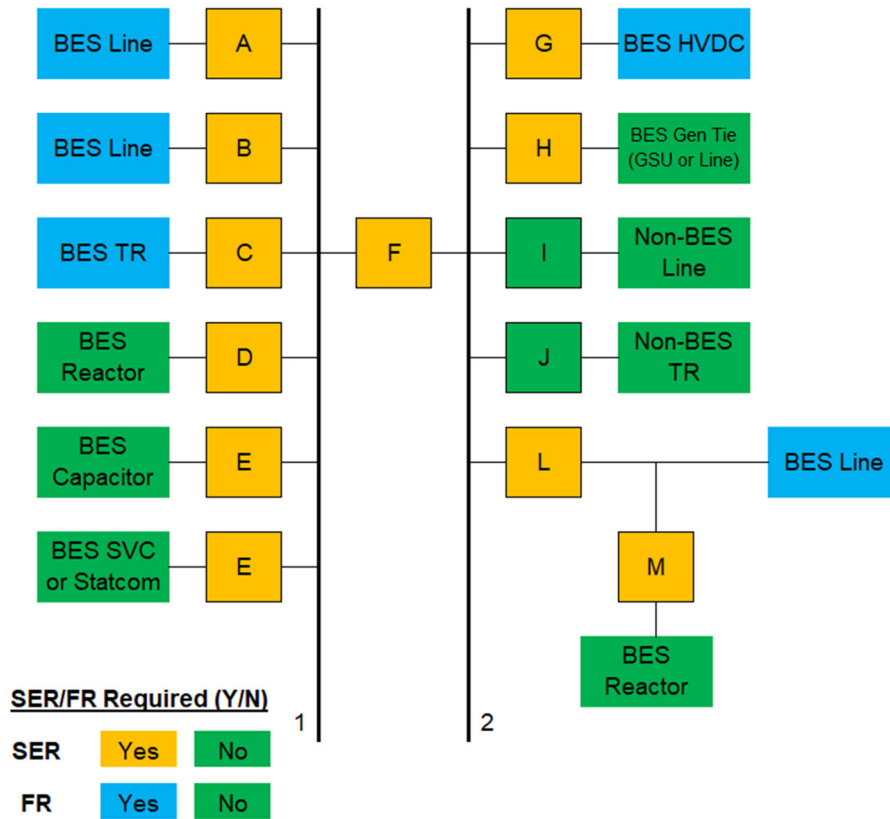 BES Line
A
G
BES HVDC
BES Line
B
H
BES Gen Tie
(GSU or Line)
BES TR
C
F
I
Non-BES
Line
BES
Reactor
D
J
Non-BES
TR
BES
Capacitor
E
L
BES Line
BES SVC
or Statcom
E
M
BES
Reactor
SER/FR Required (Y/N)
1
2
SER
Yes
No
FR
Yes
No